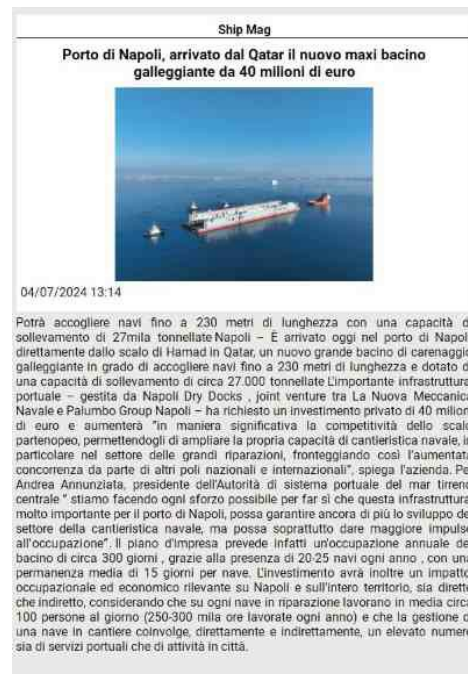 Ship Mag
Porto di Napoli, arrivato dal Qatar il nuovo maxi bacino
galleggiante da 40 milioni di euro
04/07/2024 13:14
Potrà accogliere navi fino a 230 metri di lunghezza con una capacità d
sollevamento di 27mila tonnellate Napoli – È arrivato oggi nel porto di Napol
direttamente dallo scalo di Hamad in Qatar, un nuovo grande bacino di carenaggio
galleggiante in grado di accogliere navi fino a 230 metri di lunghezza e dotato d
una capacità di sollevamento di circa 27.000 tonnellate L'importante infrastruttura
portuale – gestita da Napoli Dry Docks , joint venture tra La Nuova Meccanica
Navale e Palumbo Group Napoli – ha richiesto un investimento privato di 40 milion
di euro e aumenterà "in maniera significativa la competitività dello scalo
partenopeo, permettendogli di ampliare la propria capacità di cantieristica navale, in
particolare nel settore delle grandi riparazioni, fronteggiando così l'aumentata
concorrenza da parte di altri poli nazionali e internazionali", spiega l'azienda. Pe
Andrea Annunziata, presidente dell'Autorità di sistema portuale del mar tirreno
centrale " stiamo facendo ogni sforzo possibile per far sì che questa infrastruttura
molto importante per il porto di Napoli, possa garantire ancora di più lo sviluppo de
settore della cantieristica navale, ma possa soprattutto dare maggiore impulso
all'occupazione". Il piano d'impresa prevede infatti un'occupazione annuale de
bacino di circa 300 giorni , grazie alla presenza di 20-25 navi ogni anno , con una
permanenza media di 15 giorni per nave. L'investimento avrà inoltre un impatto
occupazionale ed economico rilevante su Napoli e sull'intero territorio, sia diretto
che indiretto, considerando che su ogni nave in riparazione lavorano in media circa
100 persone al giorno (250-300 mila ore lavorate ogni anno) e che la gestione d
una nave in cantiere coinvolge, direttamente e indirettamente, un elevato numero
sia di servizi portuali che di attività in città.